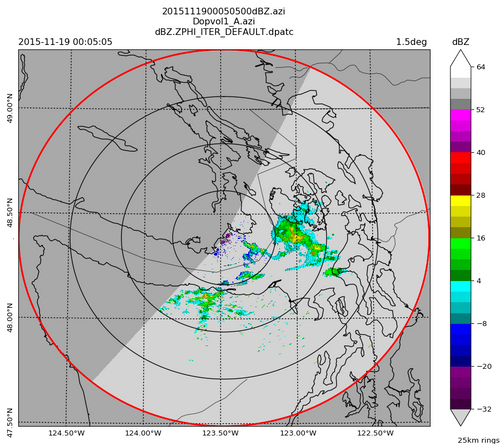 2015111900050500dBZ.azi
Dopvol1_A.azi
dBZ.ZPHI_ITER_DEFAULT.dpatc
2015-11-19 00:05:05
1.5deg
dBZ
49.00°N
48.50°N
48.00°N
47.50°N
124.50°W
124.00°W
123.50°W
123.00°W
122.50°W
64
52
40
28
16
4
−8
−20
−32
25km rings